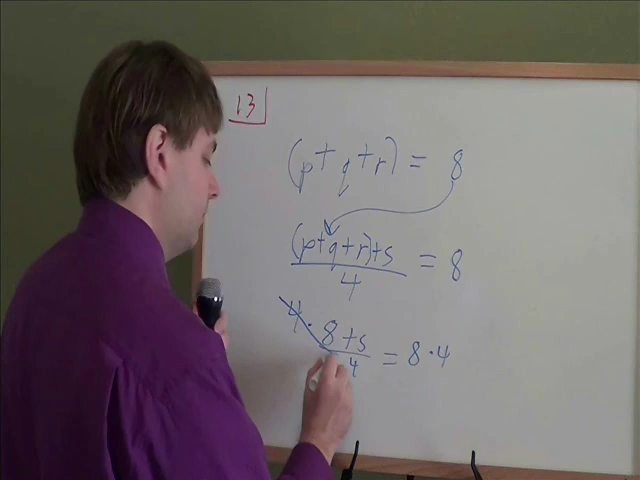 13
(p+q+r) = 8
(p+q+r)+s = 8
4
4 · 8+s = 8·4
4